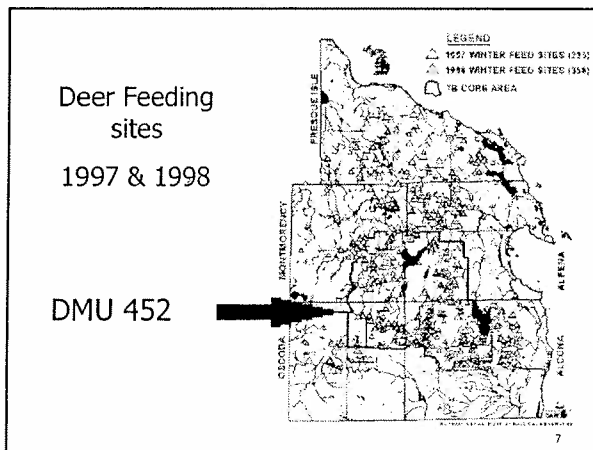 Deer Feeding
sites
1997 & 1998
DMU 452
LEGEND
1997 WINTER FEED SITES
1998 WINTER FEED SITES
TB CORE AREA
PRESQUE ISLE
MONTMORENCY
ALPENA
OSCODA
ALCONA
7